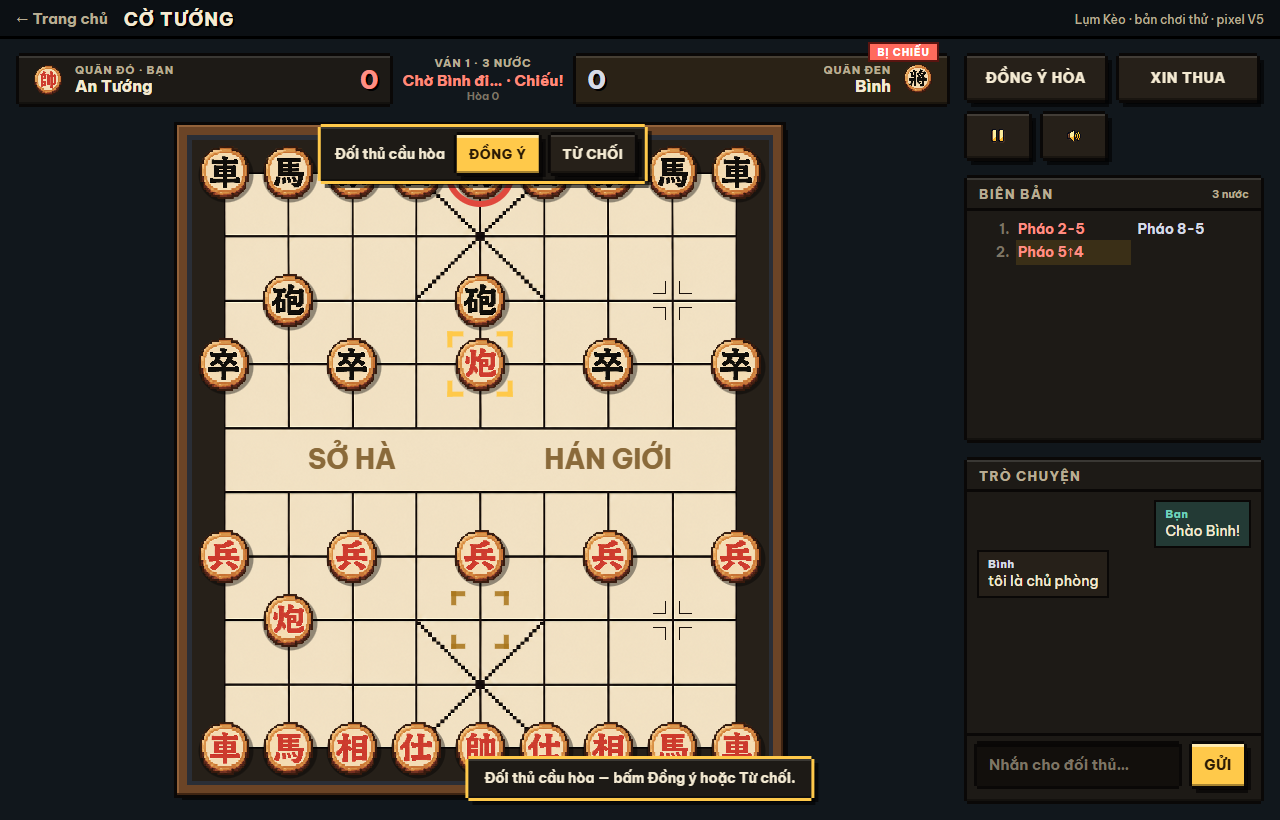 ← Trang chủ CỜ TƯỚNG
Lụm Kèo · bản chơi thử · pixel V5
帥 QUÂN ĐỎ · BẠN
An Tướng
0
VÁN 1 · 3 NƯỚC
Chờ Bình đi... · Chiếu!
Hòa 0
0
BỊ CHIẾU
QUÂN ĐEN
Bình
將
ĐỒNG Ý HÒA
XIN THUA
Đối thủ cầu hòa ĐỒNG Ý TỪ CHỐI
車 馬 馬 車
砲 砲
卒 卒 炮 卒 卒
SỞ HÀ HÁN GIỚI
兵 兵 兵 兵 兵
炮
車 馬 相 仕 帥 仕 相 馬 車
Đối thủ cầu hòa — bấm Đồng ý hoặc Từ chối.
BIÊN BẢN 3 nước
1. Pháo 2-5 Pháo 8-5
2. Pháo 5↑4
TRÒ CHUYỆN
Bạn
Chào Bình!
Bình
tôi là chủ phòng
Nhắn cho đối thủ... GỬI